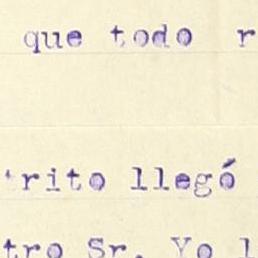 que todo r
trito llegó
tro Sr. Yo l